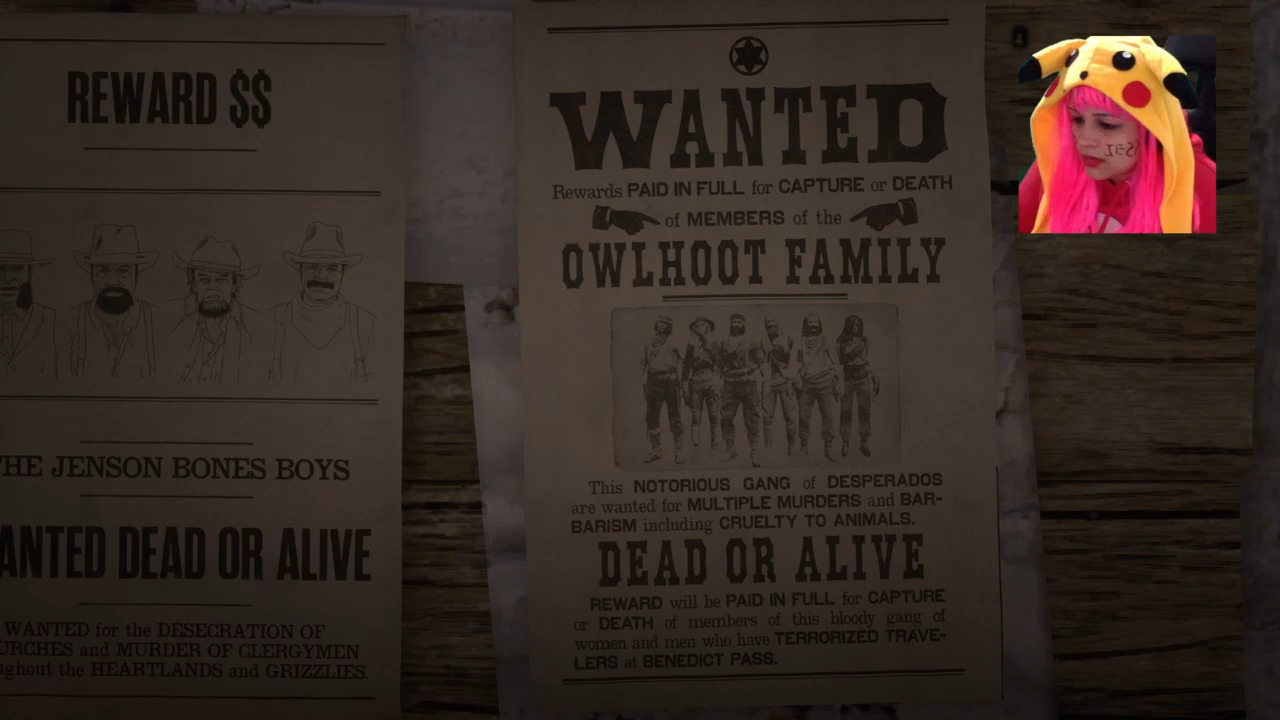 REWARD $$
THE JENSON BONES BOYS
WANTED DEAD OR ALIVE
WANTED for the DESECRATION OF
CHURCHES and MURDER OF CLERGYMEN
throughout the HEARTLANDS and GRIZZLIES.
WANTED
Rewards PAID IN FULL for CAPTURE or DEATH
of MEMBERS of the
OWLHOOT FAMILY
This NOTORIOUS GANG of DESPERADOS
are wanted for MULTIPLE MURDERS and BAR-
BARISM including CRUELTY TO ANIMALS.
DEAD OR ALIVE
REWARD will be PAID IN FULL for CAPTURE
or DEATH of members of this bloody gang of
women and men who have TERRORIZED TRAVE-
LERS at BENEDICT PASS.